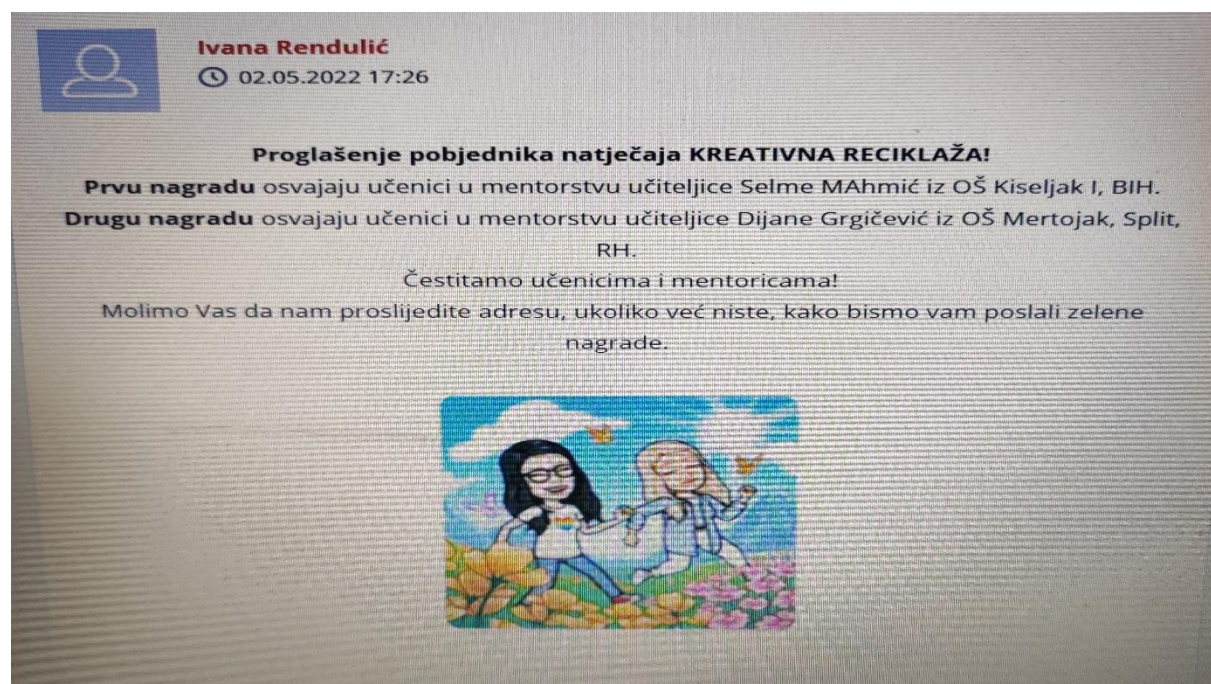 Ivana Rendulić
02.05.2022 17:26
Proglašenje pobjednika natječaja KREATIVNA RECIKLAŽA!
Prvu nagradu osvajaju učenici u mentorstvu učiteljice Selme MAhmić iz OŠ Kiseljak I, BIH.
Drugu nagradu osvajaju učenici u mentorstvu učiteljice Dijane Grgičević iz OŠ Mertojak, Split,
RH.
Čestitamo učenicima i mentoricama!
Molimo Vas da nam proslijedite adresu, ukoliko već niste, kako bismo vam poslali zelene
nagrade.